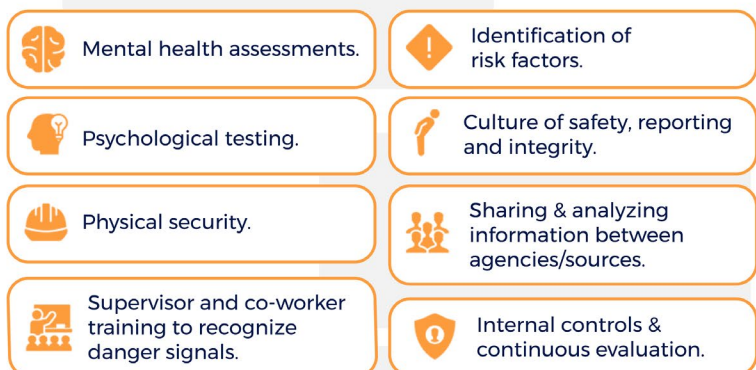 Mental health assessments.
Identification of
risk factors.
Psychological testing.
Culture of safety, reporting
and integrity.
Physical security.
Sharing & analyzing
information between
agencies/sources.
Supervisor and co-worker
training to recognize
danger signals.
Internal controls &
continuous evaluation.